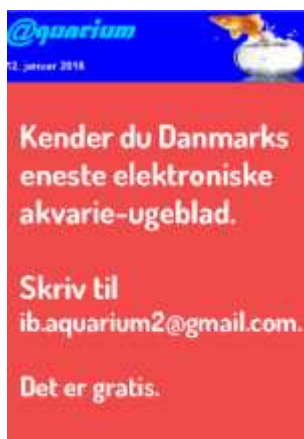 @quarium
12. januar 2018
Kender du Danmarks
eneste elektroniske
akvarie-ugeblad.
Skriv til
ib.aquarium2@gmail.com.
Det er gratis.